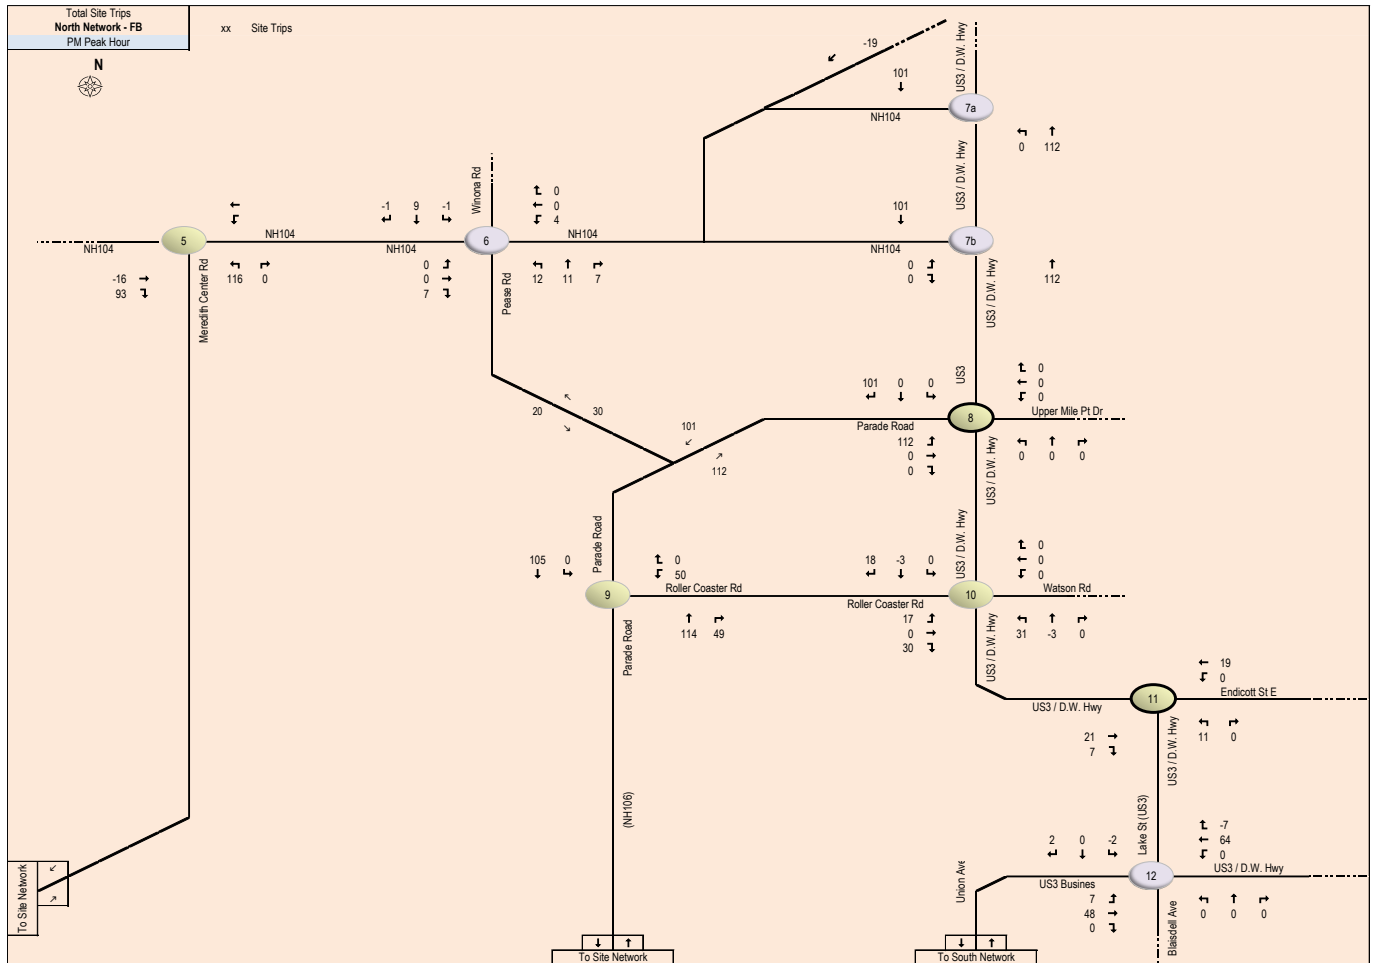 Total Site Trips
North Network - FB
PM Peak Hour
xx Site Trips
N
-19
101
US3 / D.W. Hwy
7a
NH104
0 112
US3 / D.W. Hwy
Winona Rd
-1 9 -1
0
0
4
101
NH104
5
NH104
NH104
6
NH104
NH104
7b
-16
93
116 0
Meredith Center Rd
0
0
7
Pease Rd
12 11 7
0
0
US3 / D.W. Hwy
112
US3
101 0 0
0
0
0
20 30
101
112
Parade Road
8
Upper Mile Pt Dr
112
0
0
US3 / D.W. Hwy
0 0 0
Parade Road
US3 / D.W. Hwy
105 0
0
50
18 -3 0
0
0
0
9
Roller Coaster Rd
Roller Coaster Rd
10
Watson Rd
Parade Road
114 49
17
0
30
US3 / D.W. Hwy
31 -3 0
19
0
US3 / D.W. Hwy
11
Endicott St E
21
7
US3 / D.W. Hwy
11 0
(NH106)
Lake St (US3)
2 0 -2
-7
64
0
Union Ave
US3 Busines
12
US3 / D.W. Hwy
7
48
0
Blaisdell Ave
0 0 0
To Site Network
To Site Network
To South Network